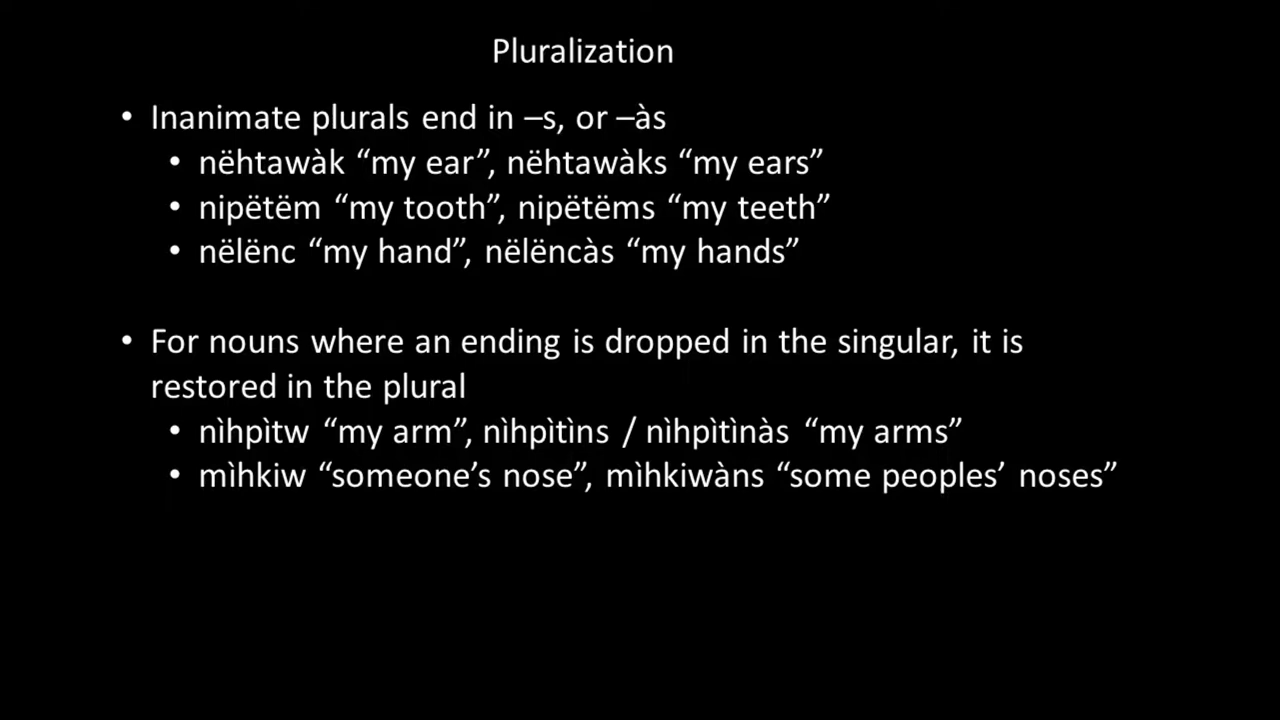 Pluralization
• Inanimate plurals end in –s, or –às
• nëhtawàk “my ear”, nëhtawàks “my ears”
• nipëtëm “my tooth”, nipëtëms “my teeth”
• nëlënc “my hand”, nëlëncàs “my hands”
• For nouns where an ending is dropped in the singular, it is
restored in the plural
• nìhpìtw “my arm”, nìhpìtìns / nìhpìtìnàs “my arms”
• mìhkiw “someone’s nose”, mìhkiwàns “some peoples’ noses”